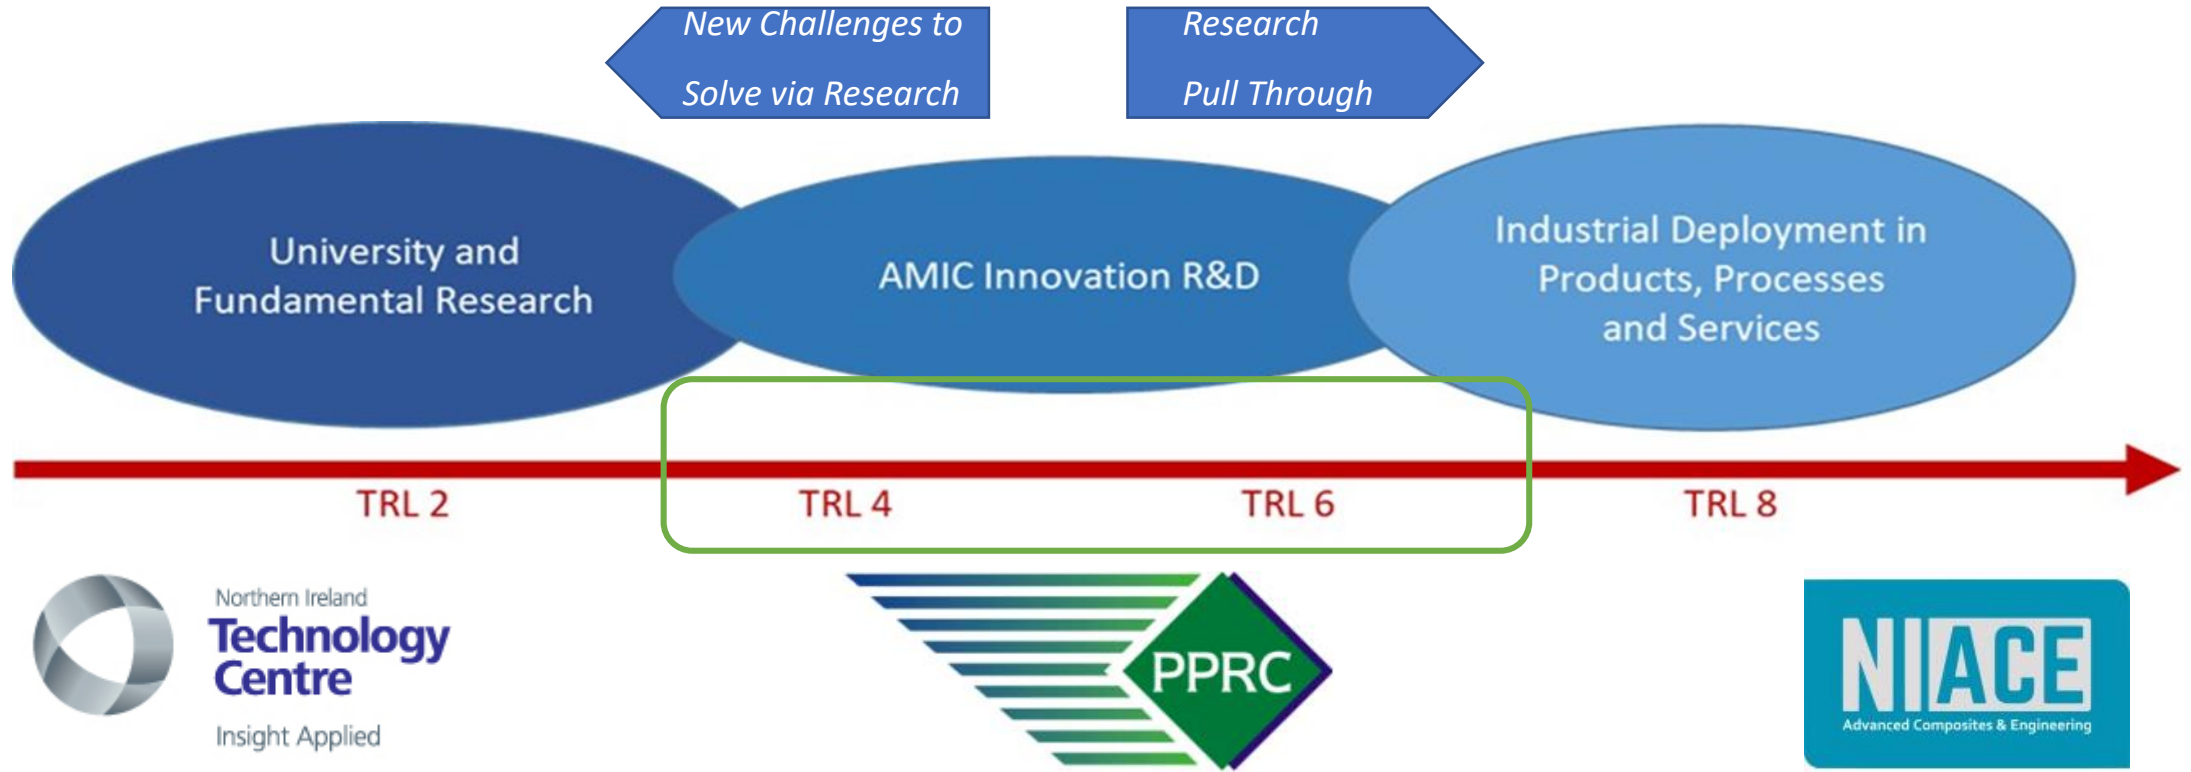 New Challenges to
Solve via Research
Research
Pull Through
University and
Fundamental Research
AMIC Innovation R&D
Industrial Deployment in
Products, Processes
and Services
TRL 2
TRL 4
TRL 6
TRL 8
Northern Ireland
Technology
Centre
Insight Applied
PPRC
NIACE
Advanced Composites & Engineering